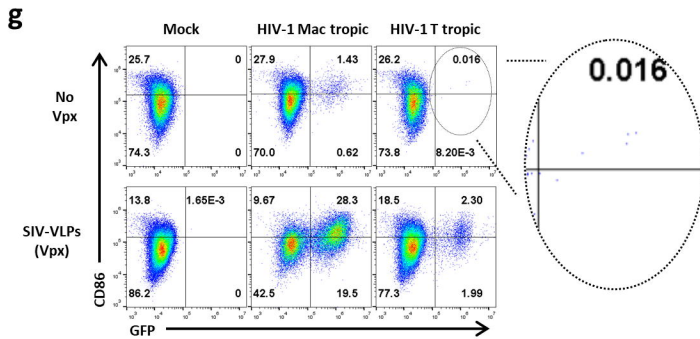 g
Mock
HIV-1 Mac tropic
HIV-1 T tropic
No
Vpx
25.7
0
74.3
0
27.9
1.43
70.0
0.62
26.2
0.016
73.8
8.20E-3
0.016
SIV-VLPs
(Vpx)
13.8
1.65E-3
86.2
0
9.67
28.3
42.5
19.5
18.5
2.30
77.3
1.99
CD86
GFP